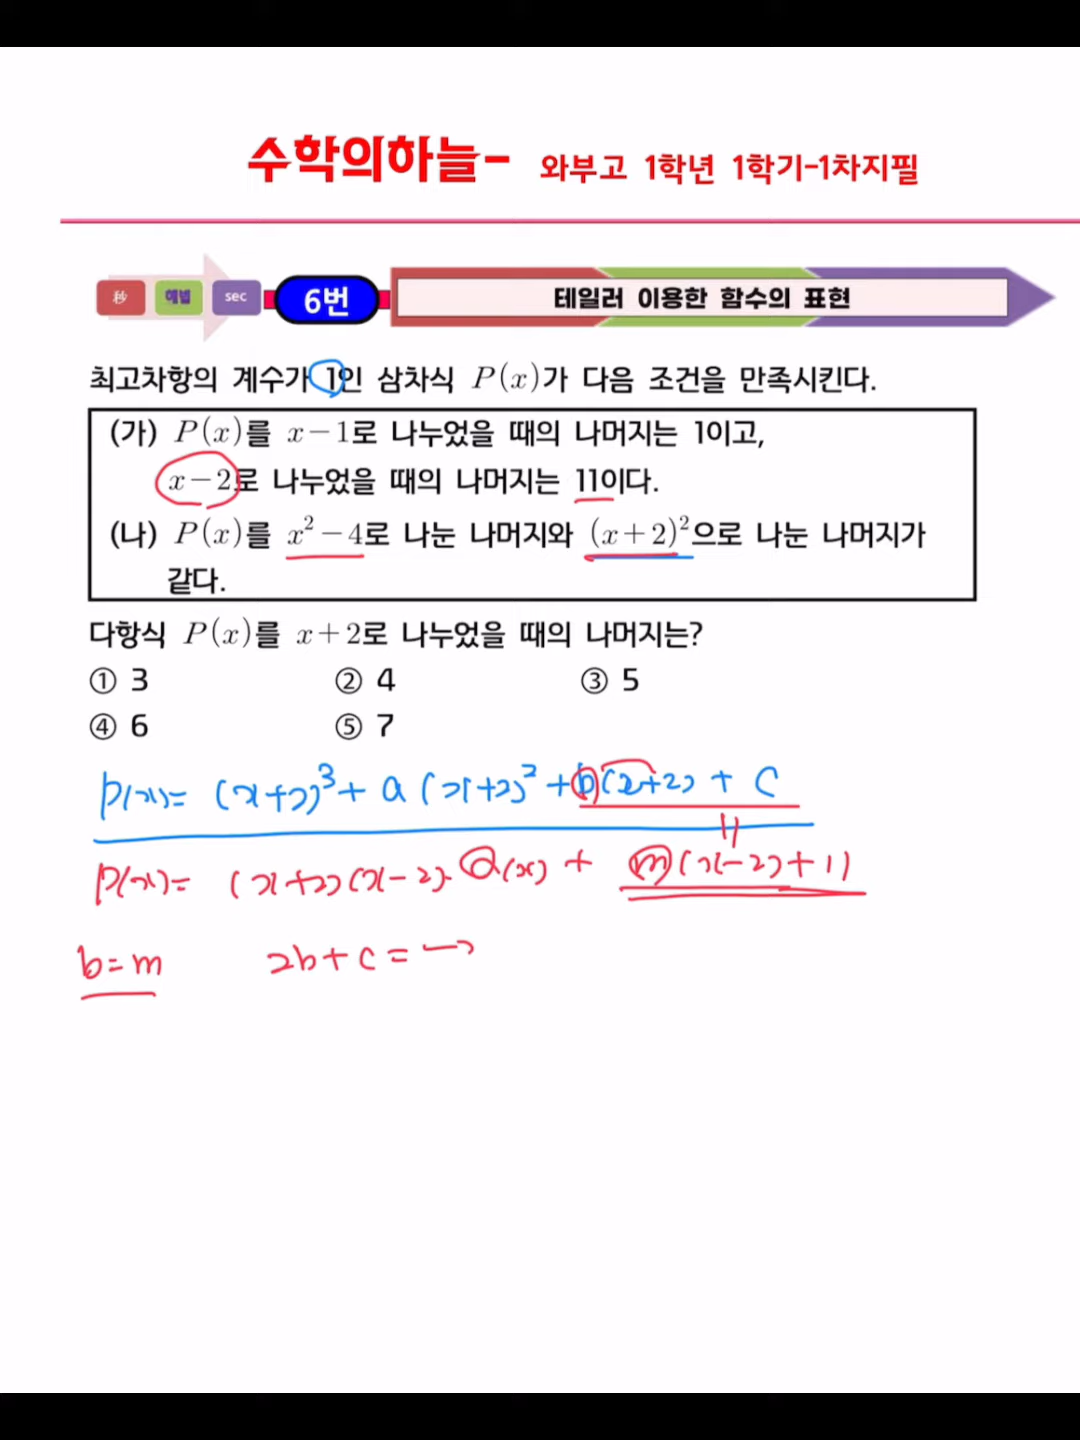 수학의하늘- 와부고 1학년 1학기-1차지필
秒 해법 sec 6번 테일러 이용한 함수의 표현
최고차항의 계수가 1인 삼차식 P(x)가 다음 조건을 만족시킨다.
(가) P(x)를 x-1로 나누었을 때의 나머지는 1이고,
x-2로 나누었을 때의 나머지는 11이다.
(나) P(x)를 x²-4로 나눈 나머지와 (x+2)²으로 나눈 나머지가
같다.
다항식 P(x)를 x+2로 나누었을 때의 나머지는?
① 3 ② 4 ③ 5
④ 6 ⑤ 7
P(x)= (x+2)³+ a (x+2)² + b(x+2) + C
P(x)= (x+2)(x-2) Q(x) + m(x-2)+11
b=m 2b+c=